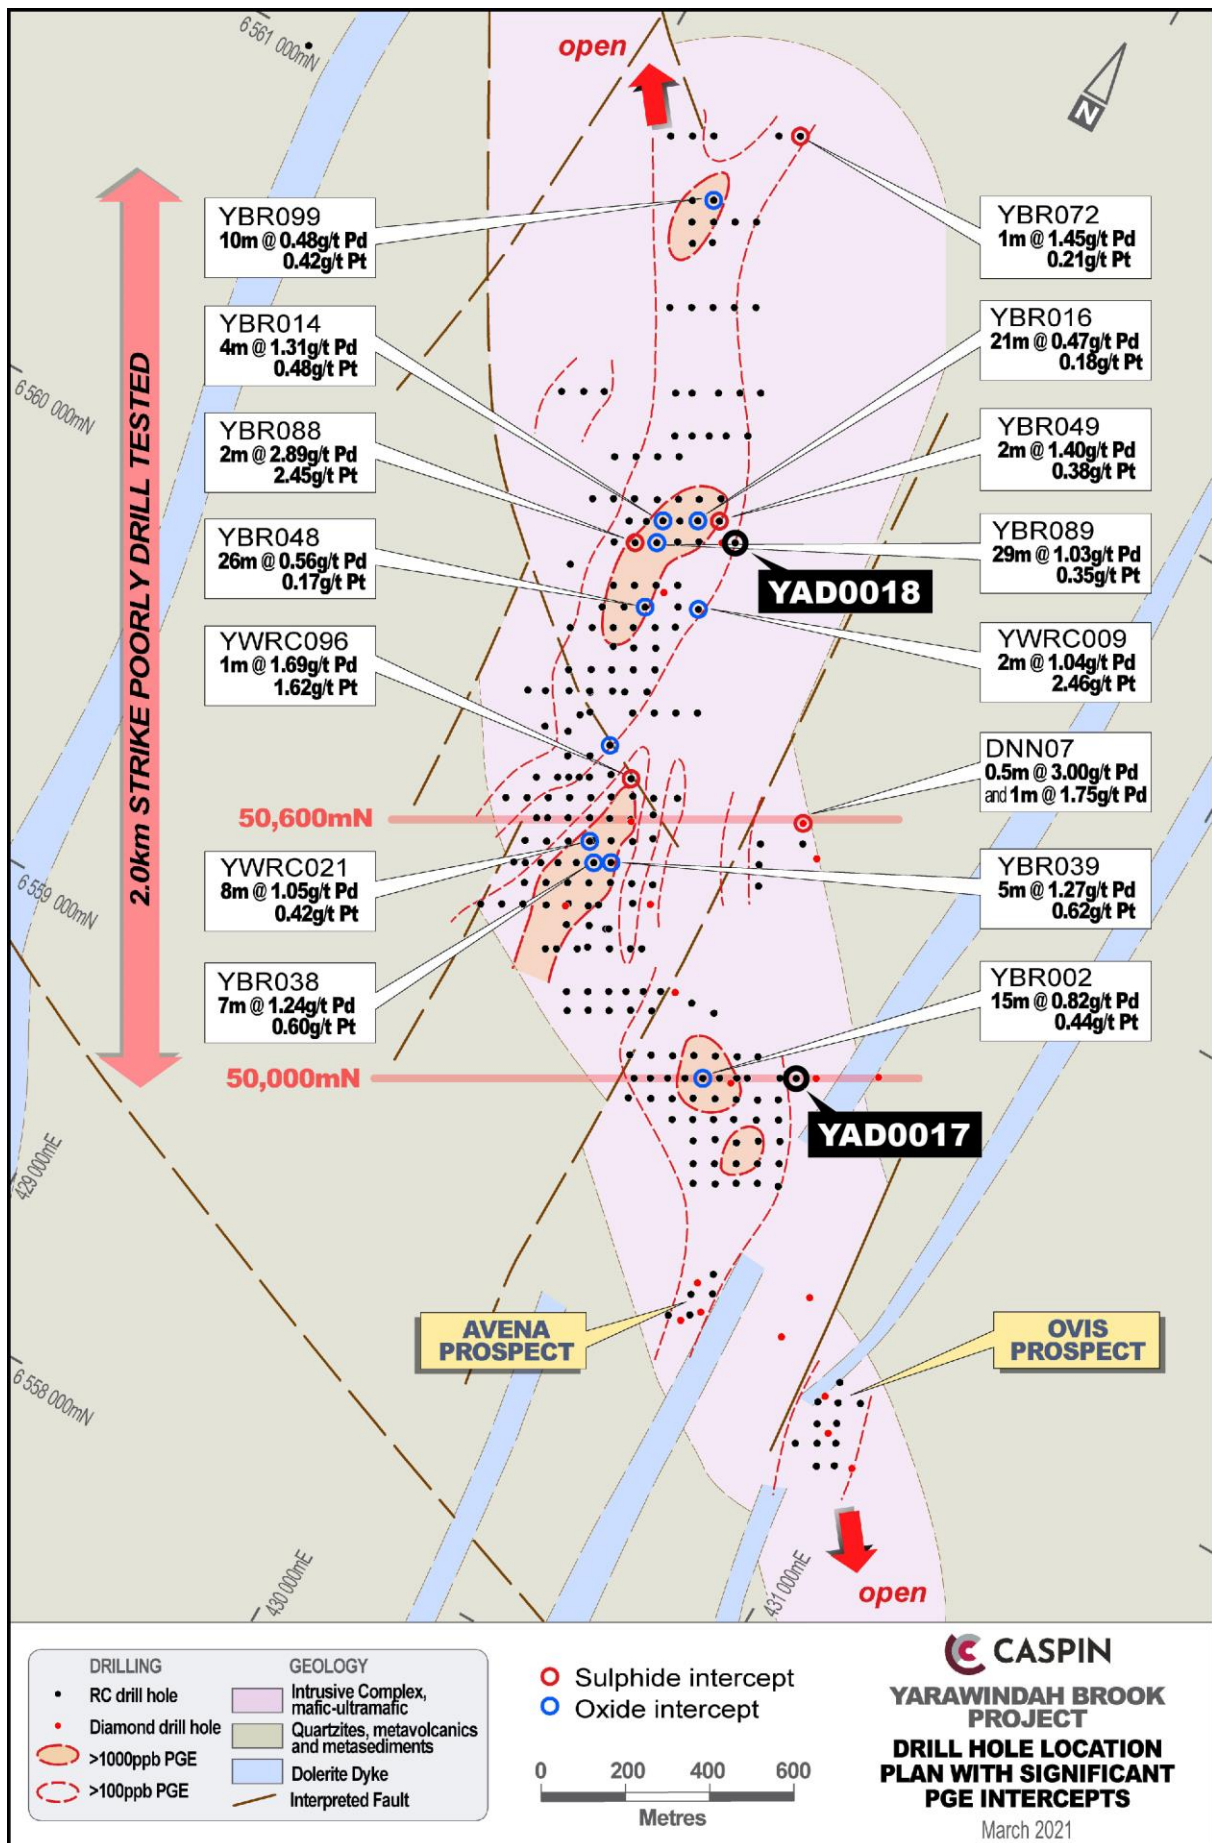 6 561 000mN
open
N
YBR099
10m @ 0.48g/t Pd
0.42g/t Pt
YBR072
1m @ 1.45g/t Pd
0.21g/t Pt
YBR014
4m @ 1.31g/t Pd
0.48g/t Pt
YBR016
21m @ 0.47g/t Pd
0.18g/t Pt
6 560 000mN
2.0km STRIKE POORLY DRILL TESTED
YBR088
2m @ 2.89g/t Pd
2.45g/t Pt
YBR049
2m @ 1.40g/t Pd
0.38g/t Pt
YBR048
26m @ 0.56g/t Pd
0.17g/t Pt
YBR089
29m @ 1.03g/t Pd
0.35g/t Pt
YAD0018
YWRC096
1m @ 1.69g/t Pd
1.62g/t Pt
YWRC009
2m @ 1.04g/t Pd
2.46g/t Pt
DNN07
0.5m @ 3.00g/t Pd
and 1m @ 1.75g/t Pd
50,600mN
6 559 000mN
YWRC021
8m @ 1.05g/t Pd
0.42g/t Pt
YBR039
5m @ 1.27g/t Pd
0.62g/t Pt
YBR038
7m @ 1.24g/t Pd
0.60g/t Pt
YBR002
15m @ 0.82g/t Pd
0.44g/t Pt
50,000mN
YAD0017
429 000mE
AVENA
PROSPECT
OVIS
PROSPECT
6 558 000mN
430 000mE
431 000mE
open
DRILLING
RC drill hole
Diamond drill hole
>1000ppb PGE
>100ppb PGE
GEOLOGY
Intrusive Complex,
mafic-ultramafic
Quartzites, metavolcanics
and metasediments
Dolerite Dyke
Interpreted Fault
Sulphide intercept
Oxide intercept
0 200 400 600
Metres
CASPIN
YARAWINDAH BROOK
PROJECT
DRILL HOLE LOCATION
PLAN WITH SIGNIFICANT
PGE INTERCEPTS
March 2021